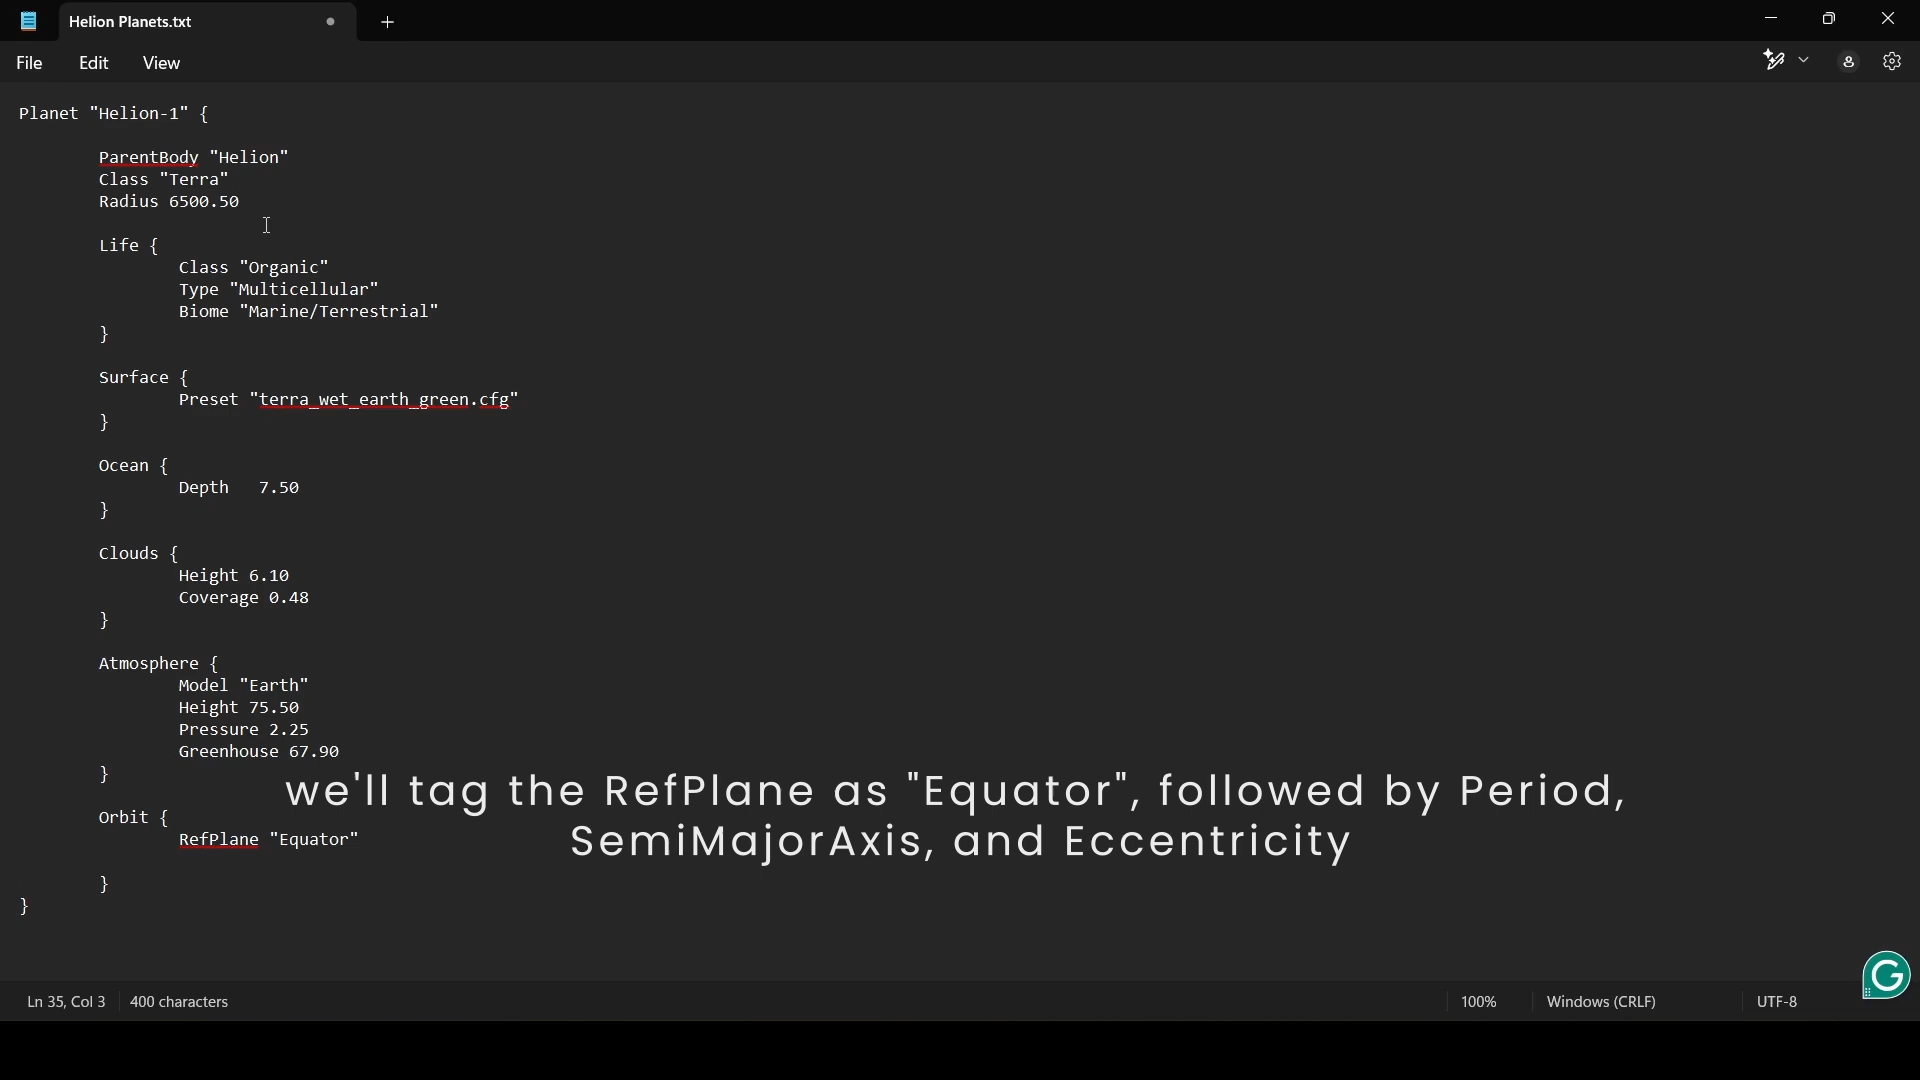 Helion Planets.txt
File Edit View
Planet "Helion-1" {
ParentBody "Helion"
Class "Terra"
Radius 6500.50
Life {
Class "Organic"
Type "Multicellular"
Biome "Marine/Terrestrial"
}
Surface {
Preset "terra_wet_earth_green.cfg"
}
Ocean {
Depth 7.50
}
Clouds {
Height 6.10
Coverage 0.48
}
Atmosphere {
Model "Earth"
Height 75.50
Pressure 2.25
Greenhouse 67.90
}
Orbit {
RefPlane "Equator"
}
}
we'll tag the RefPlane as "Equator", followed by Period,
SemiMajorAxis, and Eccentricity
Ln 35, Col 3 400 characters 100% Windows (CRLF) UTF-8
G